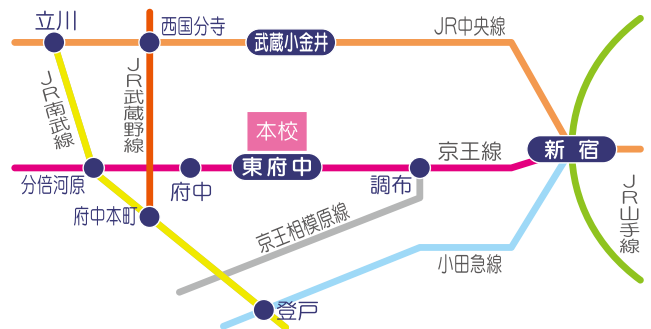 立川
西国分寺
武蔵小金井
JR中央線
JR南武線
JR武蔵野線
本校
京王線
新宿
分倍河原
府中
東府中
調布
府中本町
京王相模原線
小田急線
JR山手線
登戸